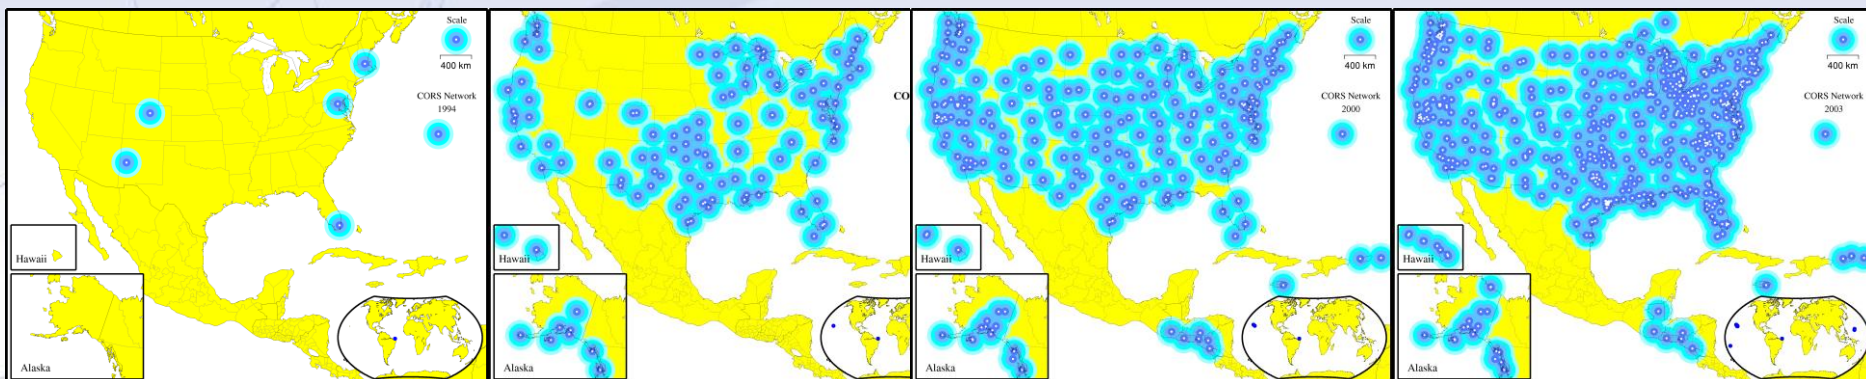 Scale
400 km
CORS Network
1994
Hawaii
Alaska
CO
Hawaii
Alaska
Scale
400 km
CORS Network
2000
Hawaii
Alaska
Scale
400 km
CORS Network
2003
Hawaii
Alaska